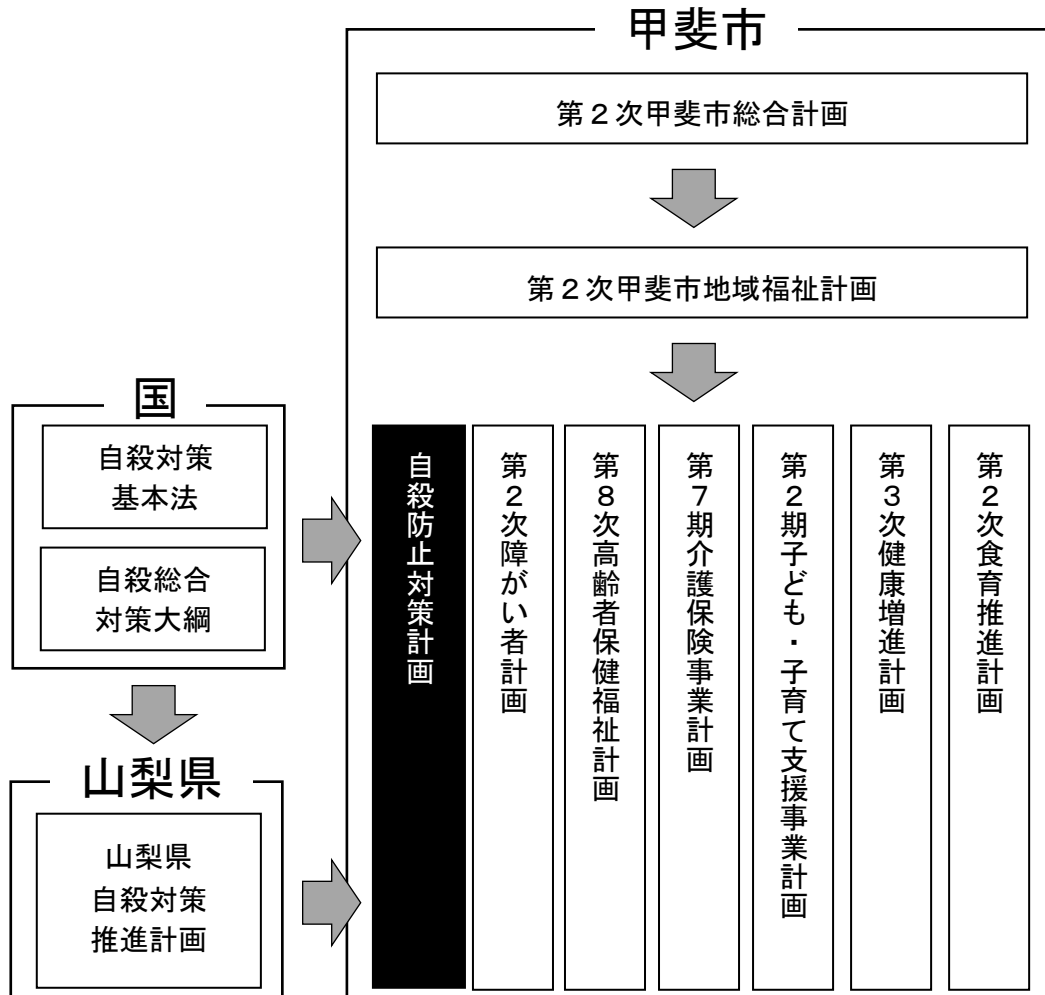 甲斐市
第２次甲斐市総合計画
第２次甲斐市地域福祉計画
国
自殺対策
基本法
自殺総合
対策大綱
山梨県
山梨県
自殺対策
推進計画
自殺防止対策計画
第２次障がい者計画
第８次高齢者保健福祉計画
第７期介護保険事業計画
第２期子ども・子育て支援事業計画
第３次健康増進計画
第２次食育推進計画